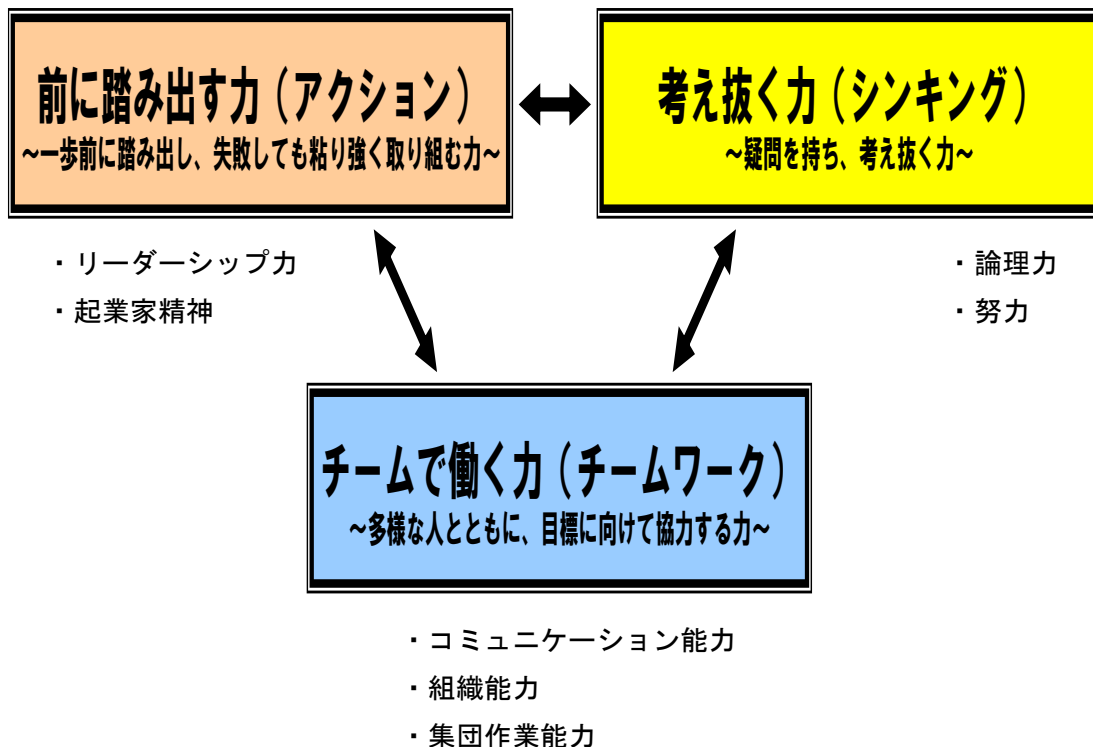 前に踏み出す力（アクション）
～一歩前に踏み出し、失敗しても粘り強く取り組む力～
考え抜く力（シンキング）
～疑問を持ち、考え抜く力～
・リーダーシップ力
・起業家精神
・論理力
・努力
チームで働く力（チームワーク）
～多様な人とともに、目標に向けて協力する力～
・コミュニケーション能力
・組織能力
・集団作業能力